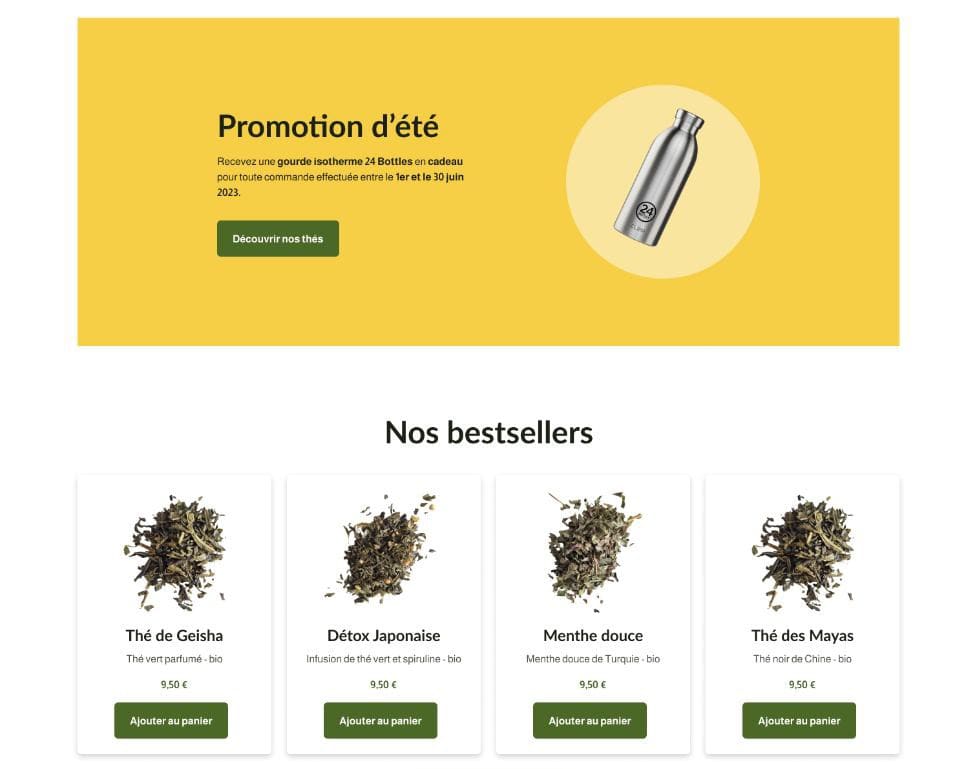 Promotion d’été
Recevez une gourde isotherme 24 Bottles en cadeau
pour toute commande effectuée entre le 1er et le 30 juin
2023.
Découvrir nos thés
24
Nos bestsellers
Thé de Geisha
Thé vert parfumé - bio
9,50 €
Ajouter au panier
Détox Japonaise
Infusion de thé vert et spiruline - bio
9,50 €
Ajouter au panier
Menthe douce
Menthe douce de Turquie - bio
9,50 €
Ajouter au panier
Thé des Mayas
Thé noir de Chine - bio
9,50 €
Ajouter au panier